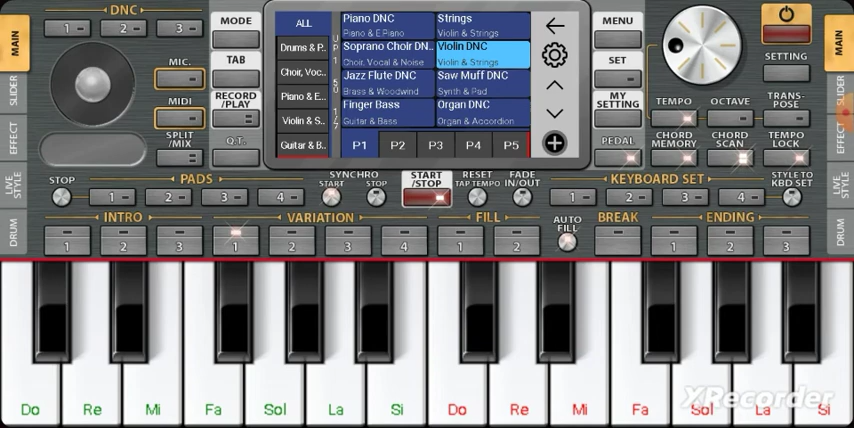 DNC
1 2 3
MODE
MAIN
MIC.
TAB
MIDI
RECORD
/PLAY
SPLIT
/MIX
Q.T.
SLIDER
EFFECT
LIVE
STYLE
DRUM
ALL
Drums & P..
Choir, Voc..
Piano & E..
Violin & S..
Guitar & B..
UP 1 50 147
Piano DNC
Piano & E Piano
Strings
Violin & Strings
Soprano Choir DN..
Choir, Vocal & Noise
Violin DNC
Violin & Strings
Jazz Flute DNC
Brass & Woodwind
Saw Muff DNC
Synth & Pad
Finger Bass
Guitar & Bass
Organ DNC
Organ & Accordion
P1 P2 P3 P4 P5
MENU
SET
MY
SETTING
PEDAL
SETTING
TEMPO
OCTAVE
TRANS-
POSE
CHORD
MEMORY
CHORD
SCAN
TEMPO
LOCK
MAIN
SLIDER
EFFECT
LIVE
STYLE
DRUM
STOP
PADS
1 2 3 4
SYNCHRO
START STOP
START
/STOP
RESET
TAP TEMPO
FADE
IN/OUT
KEYBOARD SET
1 2 3 4
STYLE TO
KBD SET
INTRO
1 2 3
VARIATION
1 2 3 4
FILL
1 2
AUTO
FILL
BREAK
ENDING
1 2 3
Do Re Mi Fa Sol La Si Do Re Mi Fa Sol La Si
XRecorder